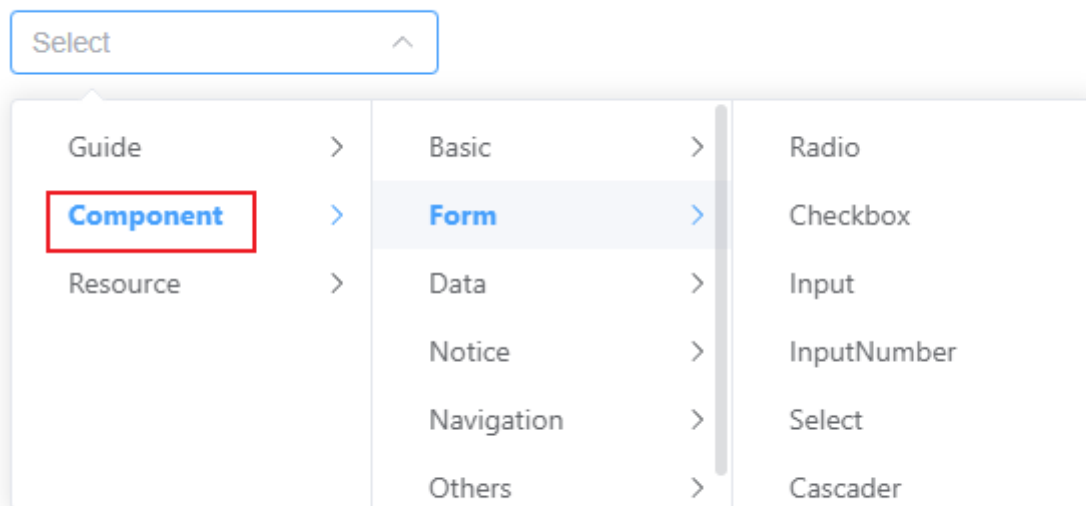 Select
Guide
Component
Resource
Basic
Form
Data
Notice
Navigation
Others
Radio
Checkbox
Input
InputNumber
Select
Cascader